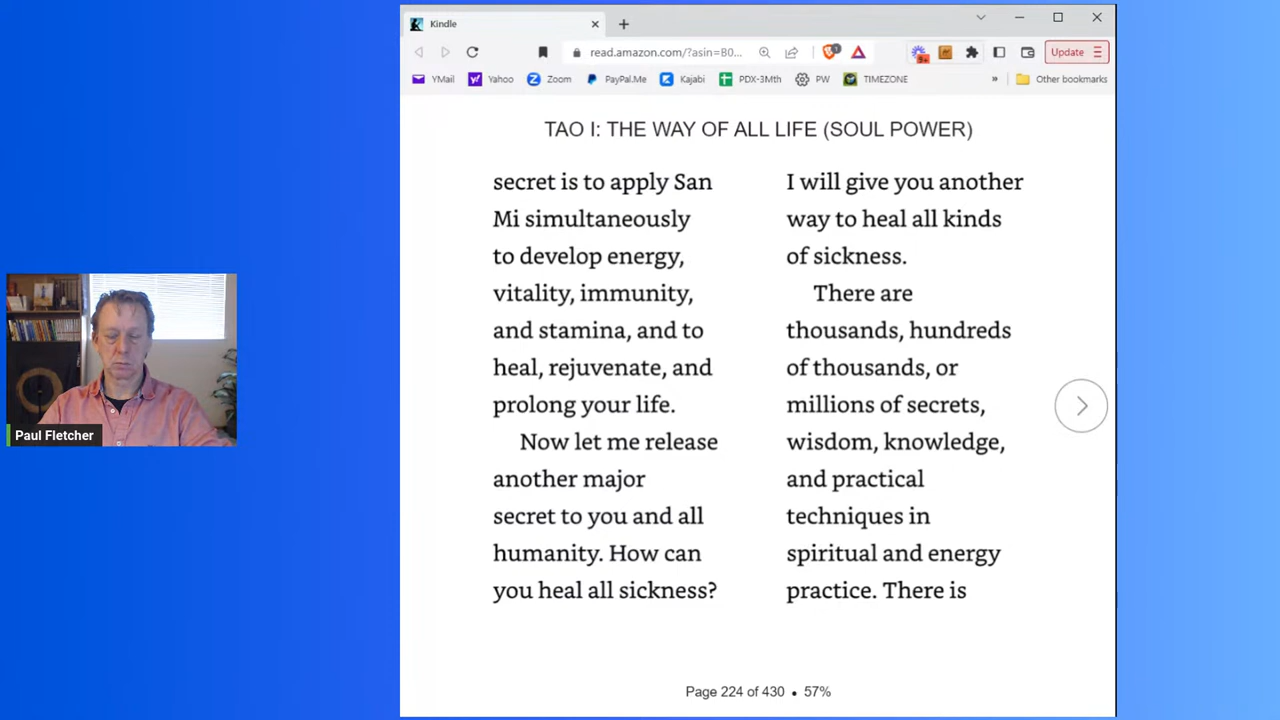 Kindle
read.amazon.com/?asin=B0...
Update
YMail
Yahoo
Zoom
PayPal.Me
Kajabi
PDX-3Mth
PW
TIMEZONE
»
Other bookmarks
TAO I: THE WAY OF ALL LIFE (SOUL POWER)
secret is to apply San
Mi simultaneously
to develop energy,
vitality, immunity,
and stamina, and to
heal, rejuvenate, and
prolong your life.
Now let me release
another major
secret to you and all
humanity. How can
you heal all sickness?
I will give you another
way to heal all kinds
of sickness.
There are
thousands, hundreds
of thousands, or
millions of secrets,
wisdom, knowledge,
and practical
techniques in
spiritual and energy
practice. There is
Page 224 of 430 • 57%
Paul Fletcher